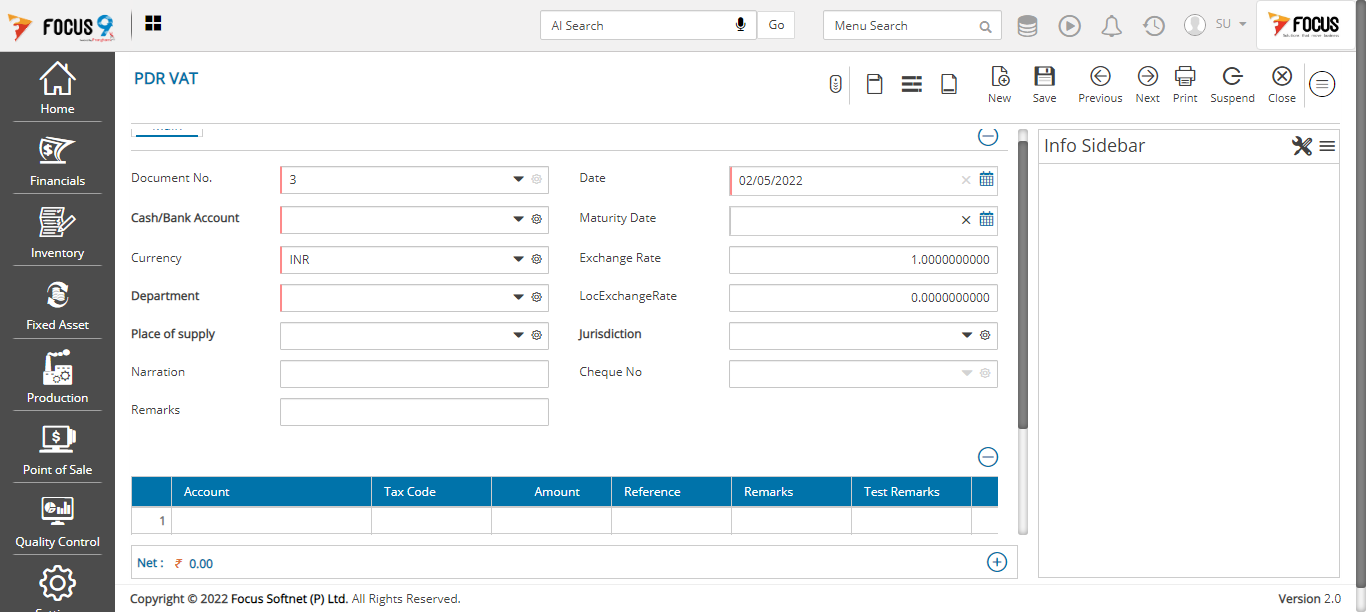 FOCUS 9
AI Search
Go
Menu Search
SU
FOCUS
Home
Financials
Inventory
Fixed Asset
Production
Point of Sale
Quality Control
PDR VAT
New
Save
Previous
Next
Print
Suspend
Close
Main
Info Sidebar
Document No. 3
Date 02/05/2022
Cash/Bank Account
Maturity Date
Currency INR
Exchange Rate 1.0000000000
Department
LocExchangeRate 0.0000000000
Place of supply
Jurisdiction
Narration
Cheque No
Remarks
Account Tax Code Amount Reference Remarks Test Remarks
1
Net : ₹ 0.00
Copyright © 2022 Focus Softnet (P) Ltd. All Rights Reserved.
Version 2.0